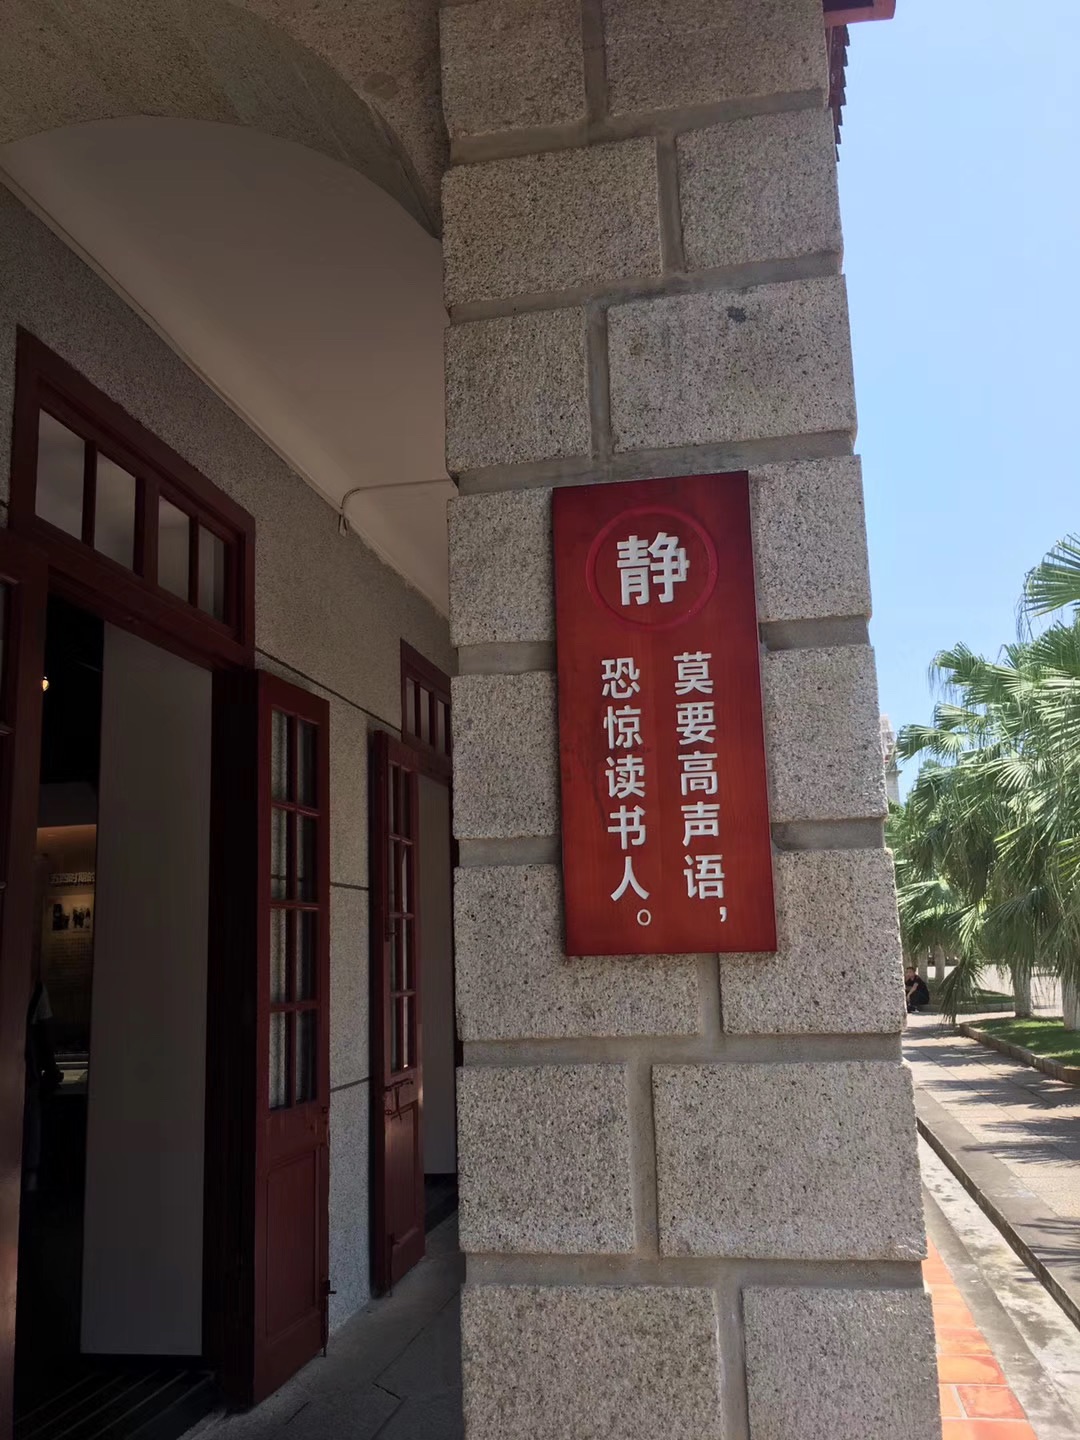 静
莫要高声语，
恐惊读书人。